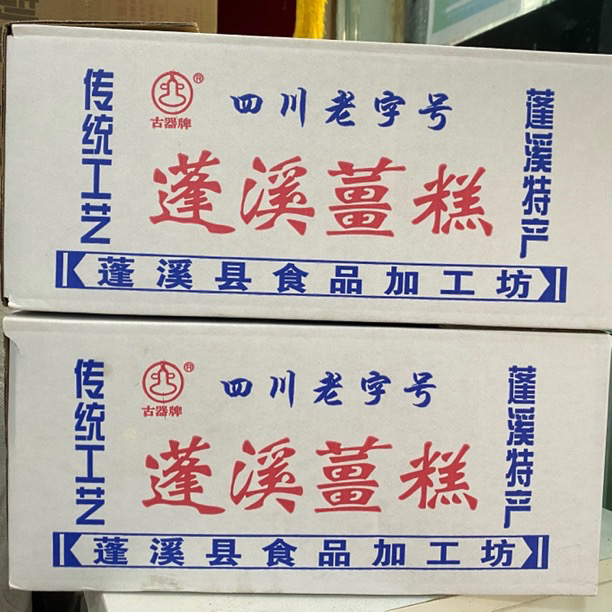 传统工艺
®
古器牌
四川老字号
蓬溪特产
蓬溪薑糕
蓬溪县食品加工坊
传统工艺
®
古器牌
四川老字号
蓬溪特产
蓬溪薑糕
蓬溪县食品加工坊